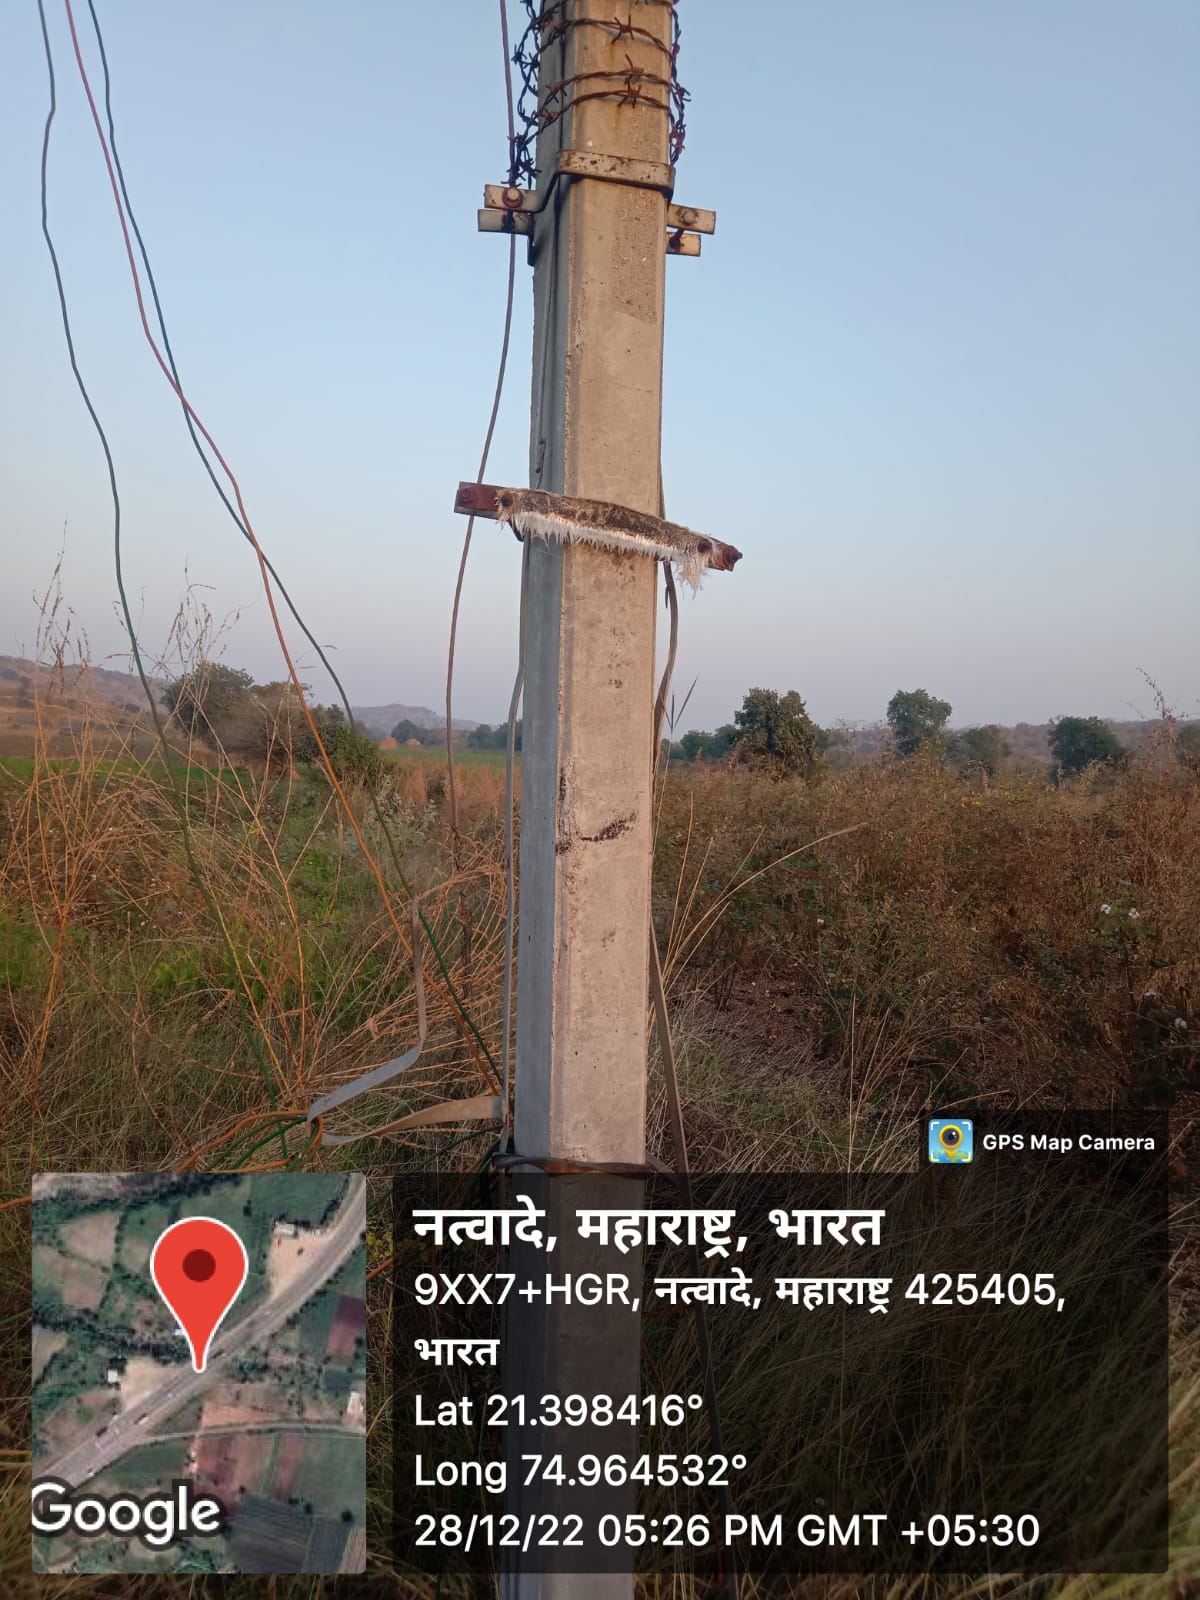 GPS Map Camera
नत्वादे, महाराष्ट्र, भारत
9XX7+HGR, नत्वादे, महाराष्ट्र 425405,
भारत
Lat 21.398416°
Long 74.964532°
28/12/22 05:26 PM GMT +05:30
Google